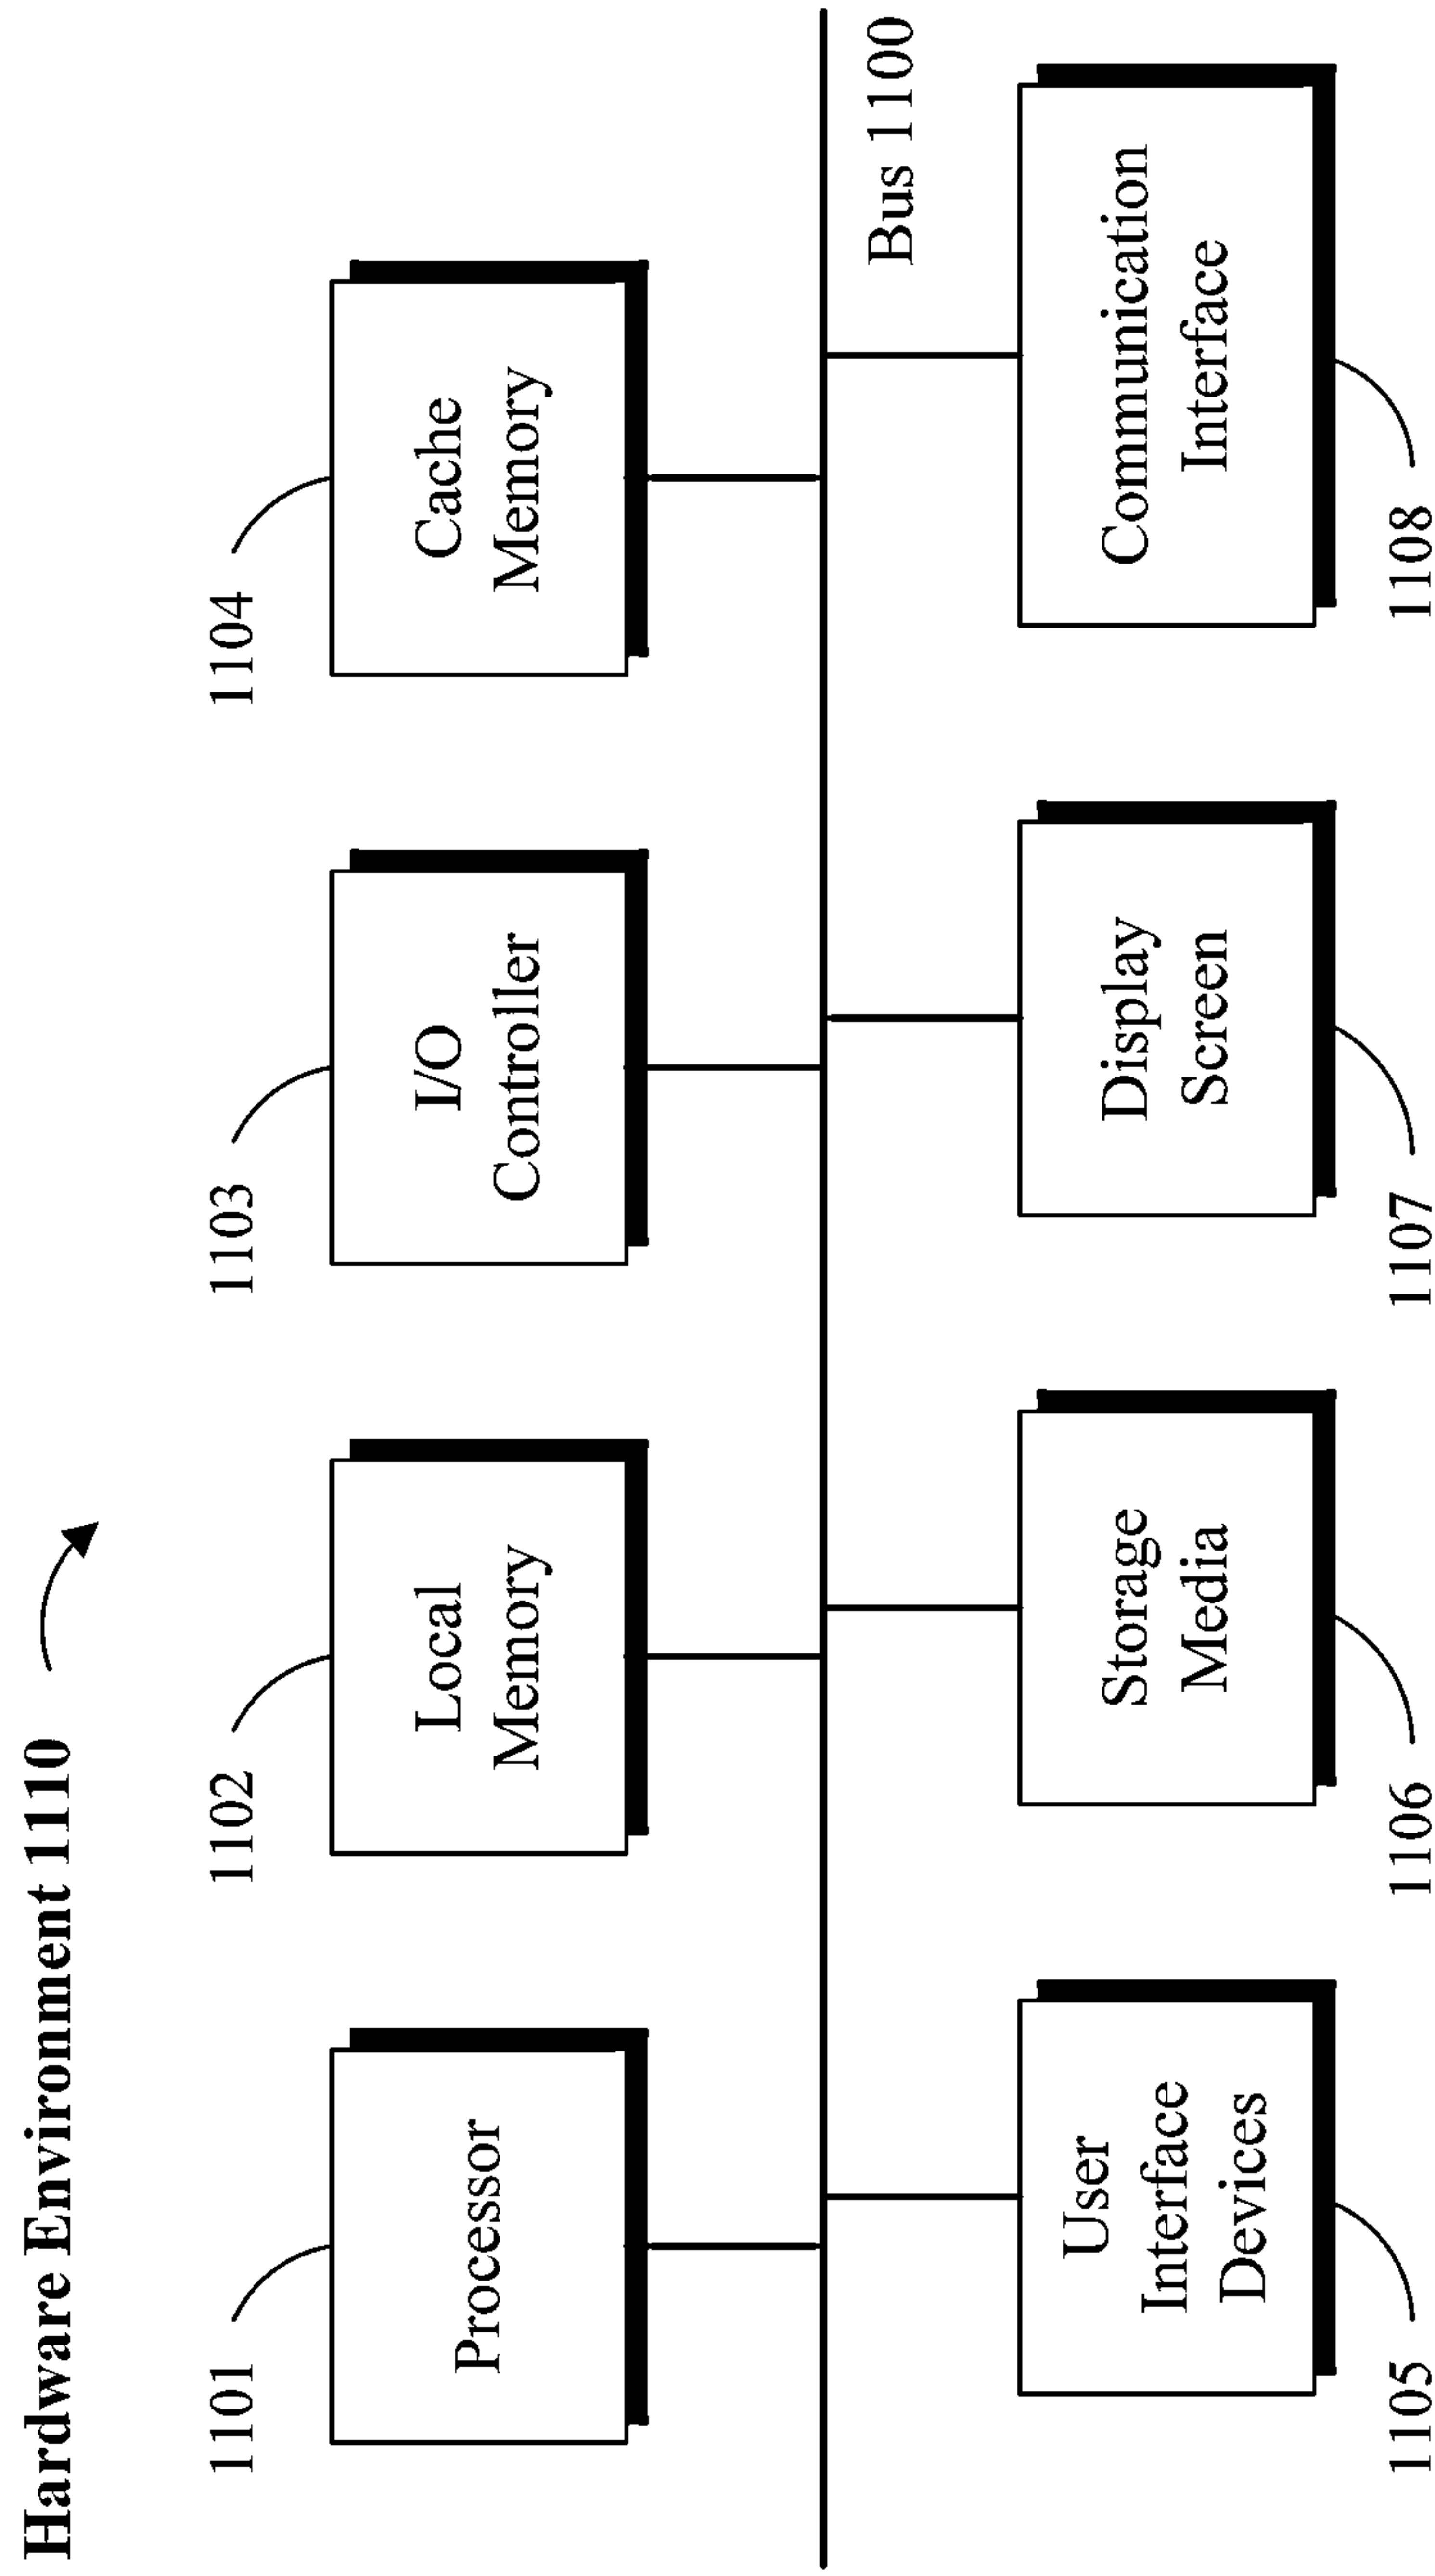 Hardware Environment 1110
1101
1102
1103
1104
Processor
Local
Memory
I/O
Controller
Cache
Memory
Bus 1100
User
Interface
Devices
Storage
Media
Display
Screen
Communication
Interface
1105
1106
1107
1108